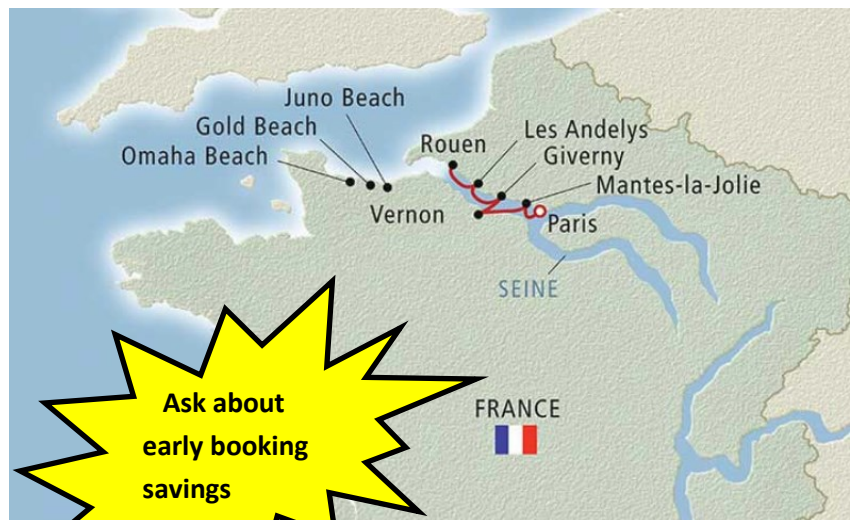 Juno Beach
Gold Beach
Omaha Beach
Rouen
Les Andelys
Giverny
Mantes-la-Jolie
Vernon
Paris
SEINE
FRANCE
Ask about
early booking
savings